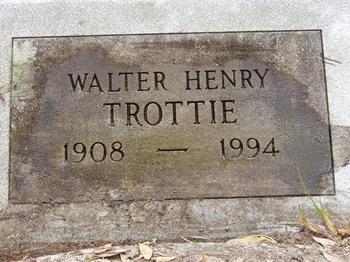 WALTER HENRY
TROTTIE
1908 — 1994